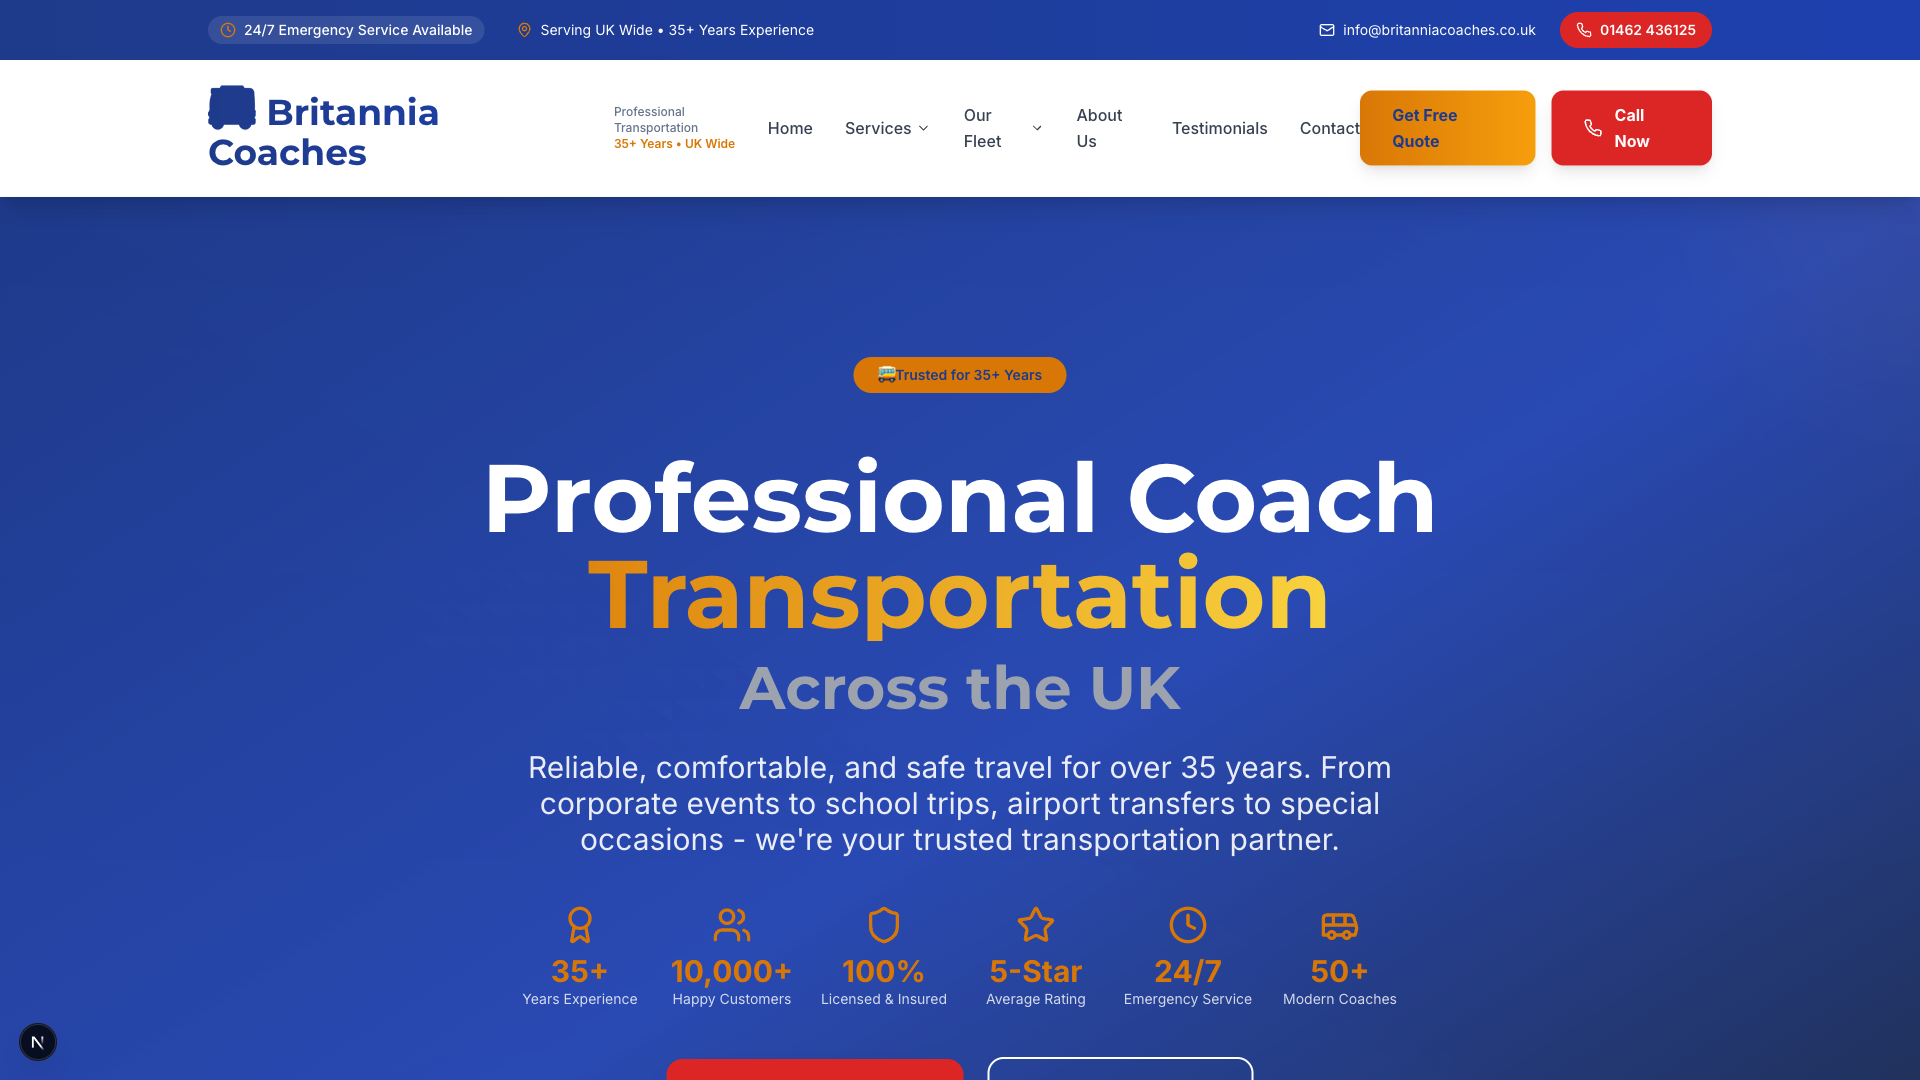 24/7 Emergency Service Available
Serving UK Wide • 35+ Years Experience
info@britanniacoaches.co.uk
01462 436125
Britannia
Coaches
Professional
Transportation
35+ Years • UK Wide
Home
Services
Our
Fleet
About
Us
Testimonials
Contact
Get Free
Quote
Call
Now
Trusted for 35+ Years
Professional Coach
Transportation
Across the UK
Reliable, comfortable, and safe travel for over 35 years. From
corporate events to school trips, airport transfers to special
occasions - we're your trusted transportation partner.
35+
Years Experience
10,000+
Happy Customers
100%
Licensed & Insured
5-Star
Average Rating
24/7
Emergency Service
50+
Modern Coaches
N